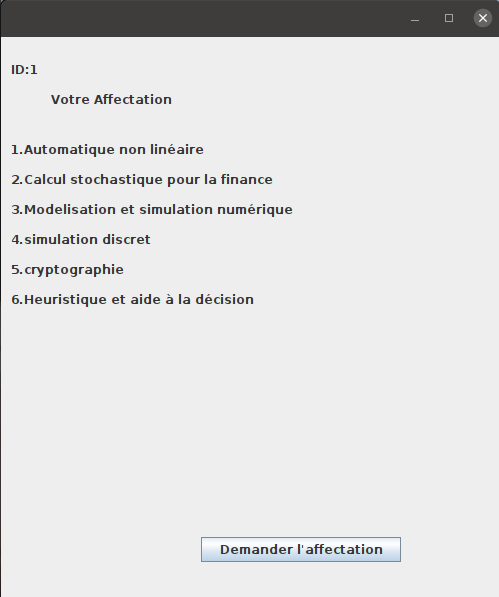 ID:1
Votre Affectation
1.Automatique non linéaire
2.Calcul stochastique pour la finance
3.Modelisation et simulation numérique
4.simulation discret
5.cryptographie
6.Heuristique et aide à la décision
Demander l'affectation